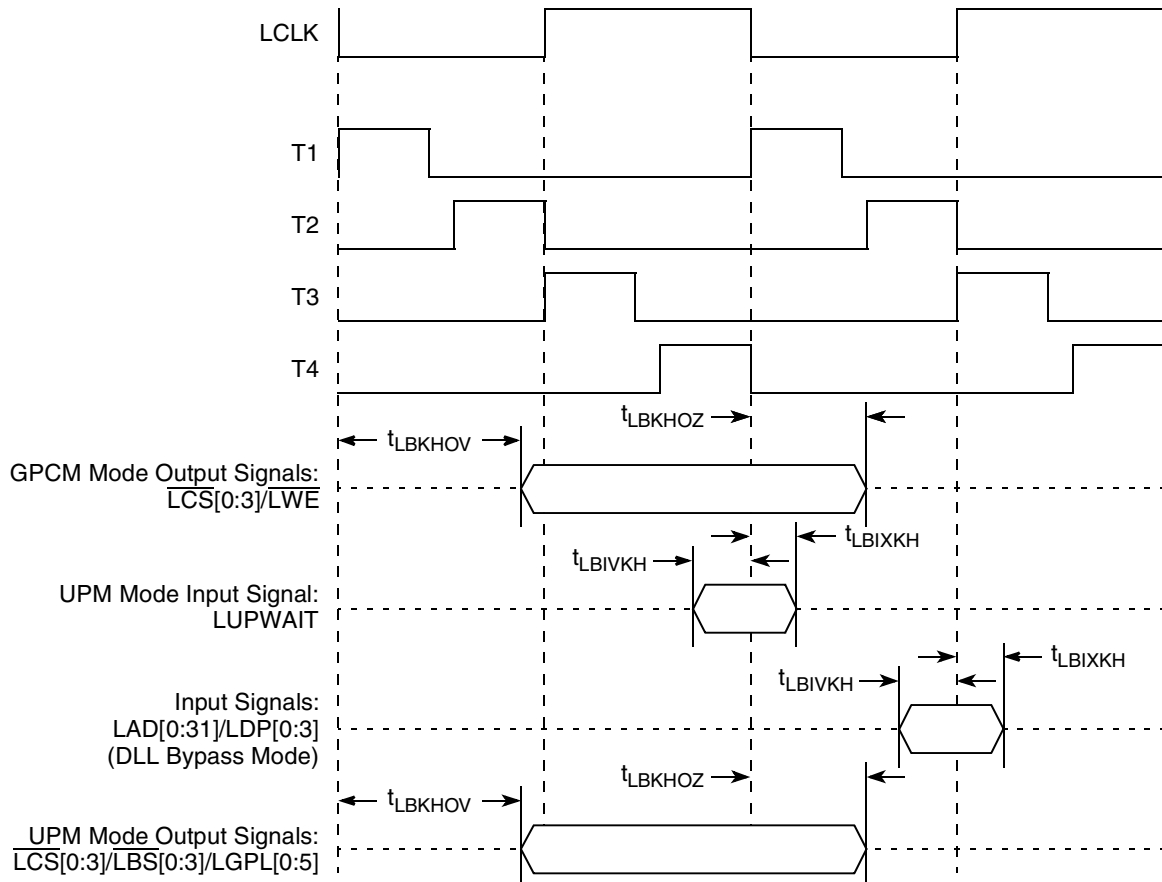 LCLK
T1
T2
T3
T4
tLBKHOZ
tLBKHOV
GPCM Mode Output Signals:
LCS[0:3]/LWE
tLBIXKH
tLBIVKH
UPM Mode Input Signal:
LUPWAIT
tLBIXKH
tLBIVKH
Input Signals:
LAD[0:31]/LDP[0:3]
(DLL Bypass Mode)
tLBKHOZ
tLBKHOV
UPM Mode Output Signals:
LCS[0:3]/LBS[0:3]/LGPL[0:5]